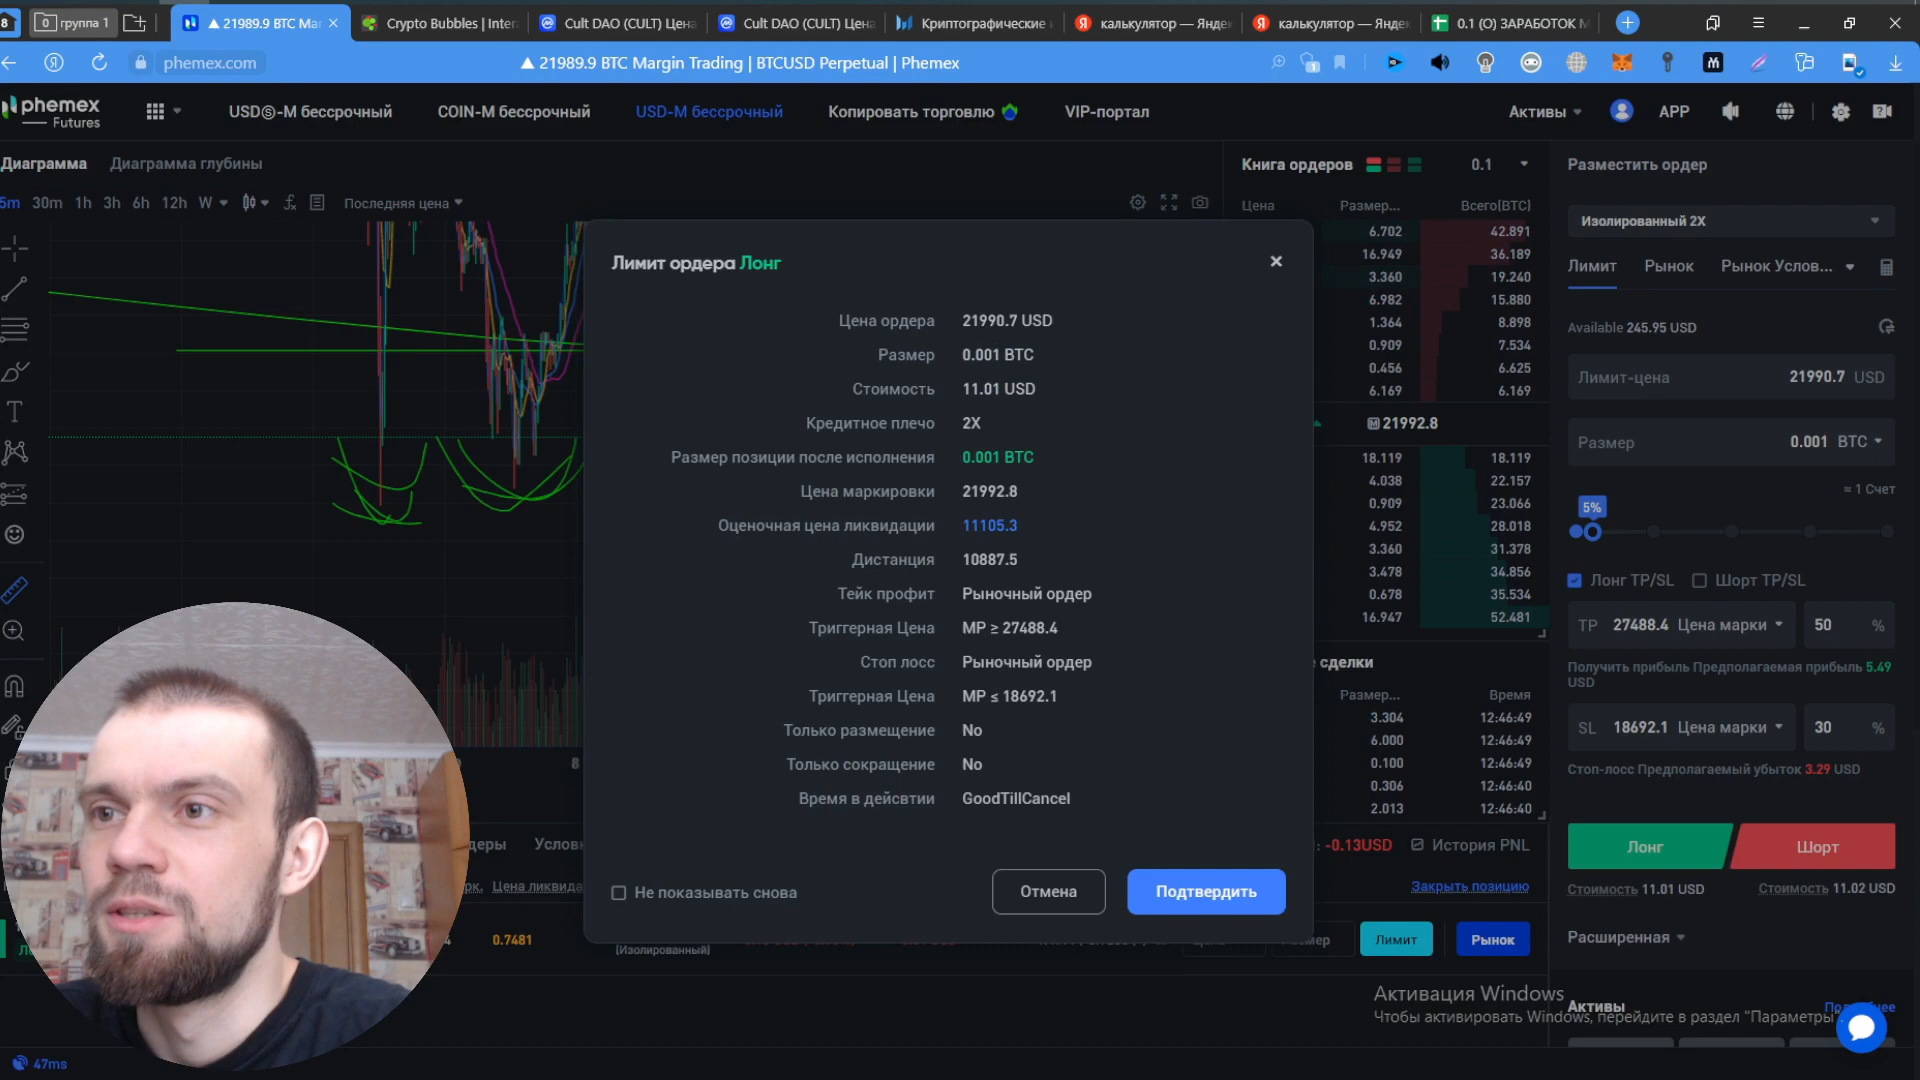 8
0 группа 1
▲ 21989.9 BTC Ma
Crypto Bubbles | Inter
Cult DAO (CULT) Цена
Cult DAO (CULT) Цена
Криптографические
калькулятор — Яндек
калькулятор — Яндек
0.1 (О) ЗАРАБОТОК
phemex.com
▲ 21989.9 BTC Margin Trading | BTCUSD Perpetual | Phemex
phemex
Futures
USDⓈ-M бессрочный
COIN-M бессрочный
USD-M бессрочный
Копировать торговлю
VIP-портал
Активы
APP
Диаграмма
Диаграмма глубины
5m 30m 1h 3h 6h 12h W
Последняя цена
Книга ордеров
0.1
Цена Размер... Всего(BTC)
6.702 42.891
16.949 36.189
3.360 19.240
6.982 15.880
1.364 8.898
0.909 7.534
0.456 6.625
6.169 6.169
M 21992.8
18.119 18.119
4.038 22.157
0.909 23.066
4.952 28.018
3.360 31.378
3.478 34.856
0.678 35.534
16.947 52.481
сделки
Размер... Время
3.304 12:46:49
6.000 12:46:49
0.100 12:46:49
0.306 12:46:40
2.013 12:46:40
Лимит ордера Лонг
Цена ордера 21990.7 USD
Размер 0.001 BTC
Стоимость 11.01 USD
Кредитное плечо 2X
Размер позиции после исполнения 0.001 BTC
Цена маркировки 21992.8
Оценочная цена ликвидации 11105.3
Дистанция 10887.5
Тейк профит Рыночный ордер
Триггерная Цена MP ≥ 27488.4
Стоп лосс Рыночный ордер
Триггерная Цена MP ≤ 18692.1
Только размещение No
Только сокращение No
Время в дейсвтии GoodTillCancel
Не показывать снова
Отмена
Подтвердить
Разместить ордер
Изолированный 2X
Лимит Рынок Рынок Услов...
Available 245.95 USD
Лимит-цена 21990.7 USD
Размер 0.001 BTC
≈ 1 Счет
5%
Лонг TP/SL Шорт TP/SL
TP 27488.4 Цена марки 50 %
Получить прибыль Предполагаемая прибыль 5.49
USD
SL 18692.1 Цена марки 30 %
Стоп-лосс Предполагаемый убыток 3.29 USD
Лонг Шорт
Стоимость 11.01 USD Стоимость 11.02 USD
Расширенная
Активы
8
деры Услов
: -0.13USD
История PNL
Цена ликвида
Закрыть позицию
0.7481
[Изолированный]
Лимит
Рынок
Активация Windows
Чтобы активировать Windows, перейдите в раздел "Параметры
47ms